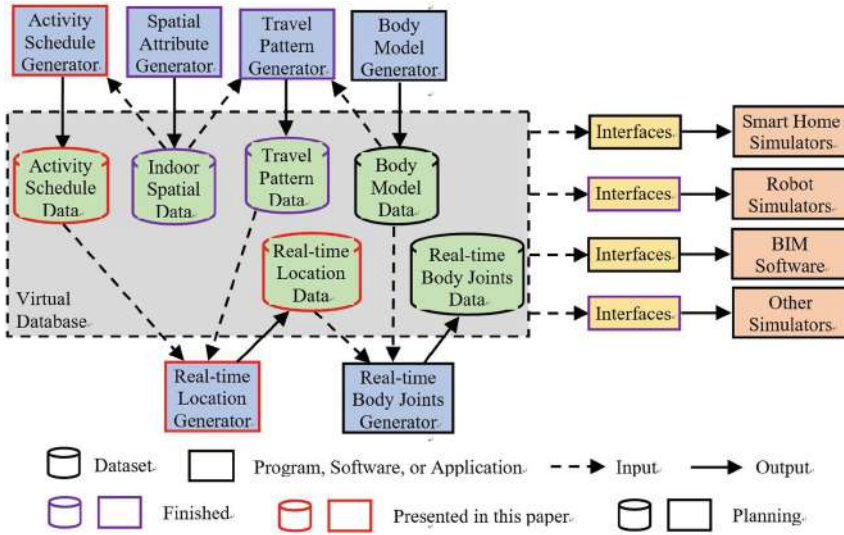 Activity
Schedule
Generator
Spatial
Attribute
Generator
Travel
Pattern
Generator
Body
Model
Generator
Activity
Schedule
Data
Indoor
Spatial
Data
Travel
Pattern
Data
Body
Model
Data
Real-time
Location
Data
Real-time
Body Joints
Data
Virtual
Database
Real-time
Location
Generator
Real-time
Body Joints
Generator
Interfaces
Smart Home
Simulators
Interfaces
Robot
Simulators
Interfaces
BIM
Software
Interfaces
Other
Simulators
Dataset
Program, Software, or Application
Input
Output
Finished
Presented in this paper
Planning